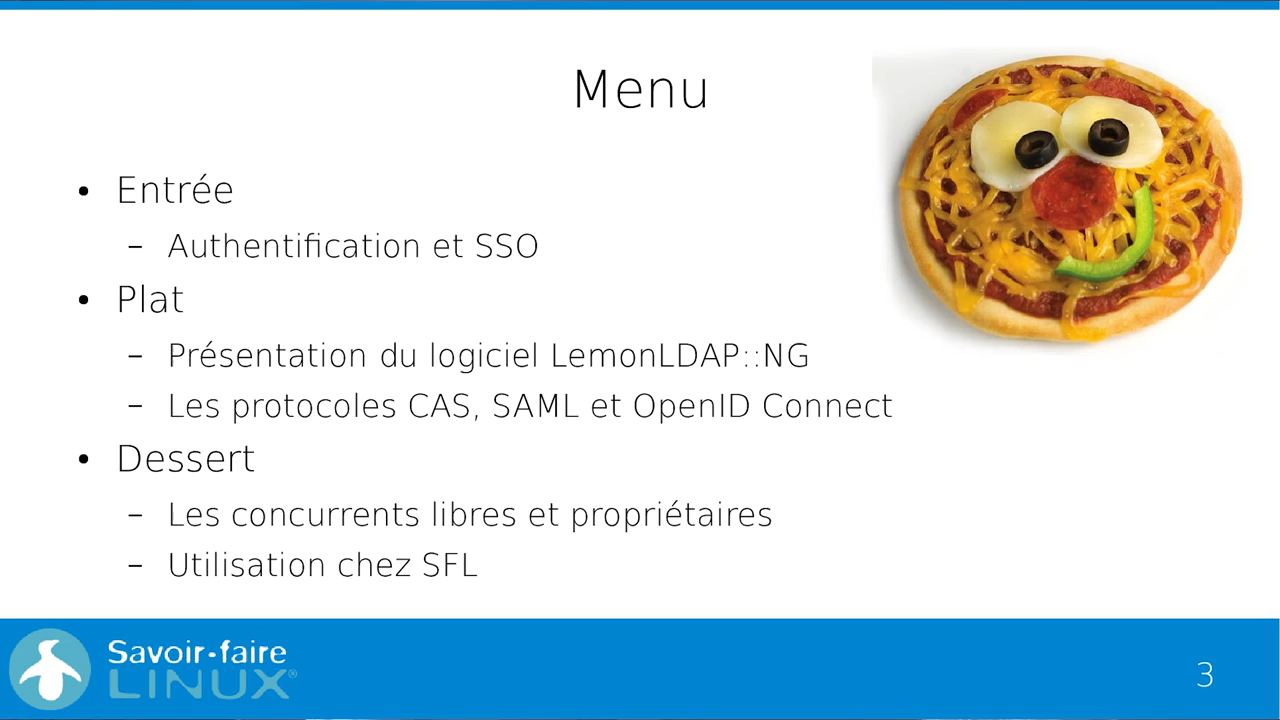 Menu
• Entrée
– Authentification et SSO
• Plat
– Présentation du logiciel LemonLDAP::NG
– Les protocoles CAS, SAML et OpenID Connect
• Dessert
– Les concurrents libres et propriétaires
– Utilisation chez SFL
Savoir-faire
LINUX®
3